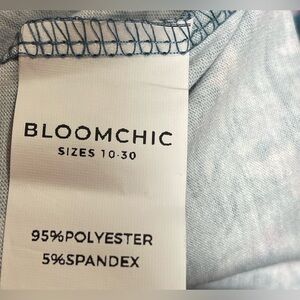 BLOOMCHIC
SIZES 10-30
95%POLYESTER
5%SPANDEX